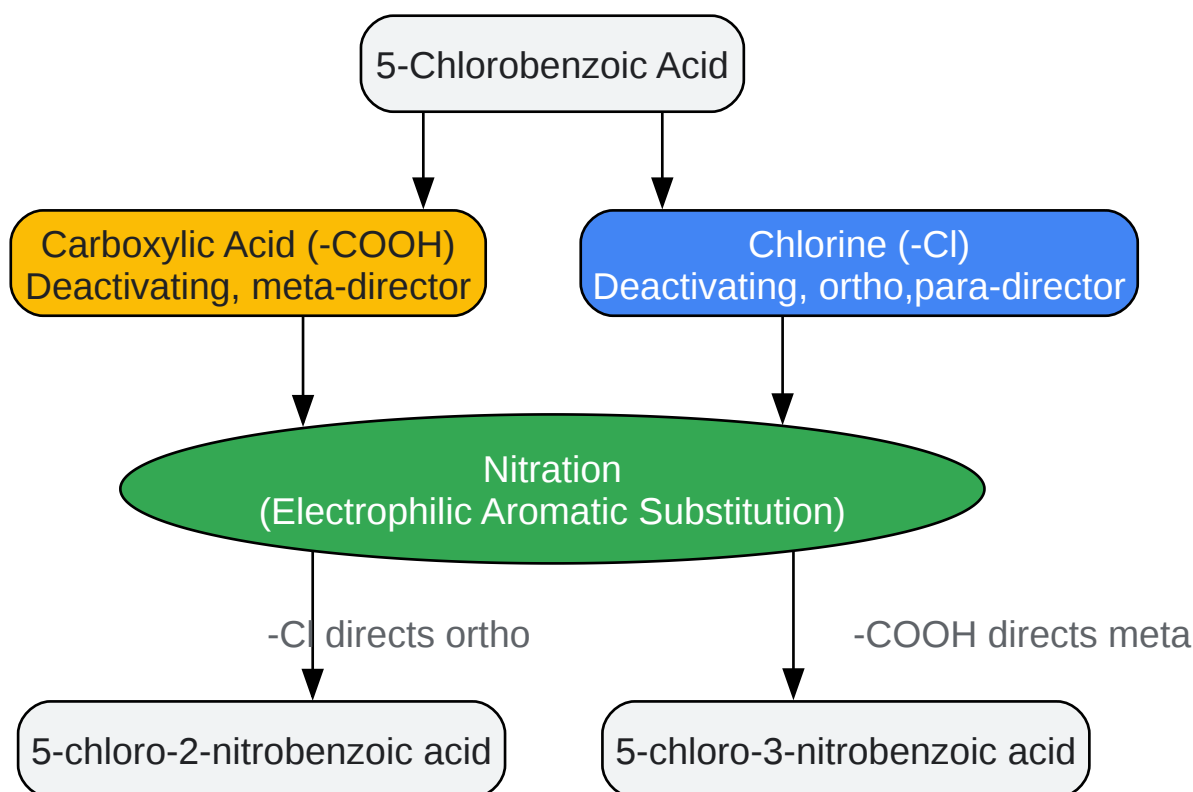 5-Chlorobenzoic Acid
Carboxylic Acid (-COOH)
Deactivating, meta-director
Chlorine (-Cl)
Deactivating, ortho,para-director
Nitration
(Electrophilic Aromatic Substitution)
-Cl directs ortho
-COOH directs meta
5-chloro-2-nitrobenzoic acid
5-chloro-3-nitrobenzoic acid